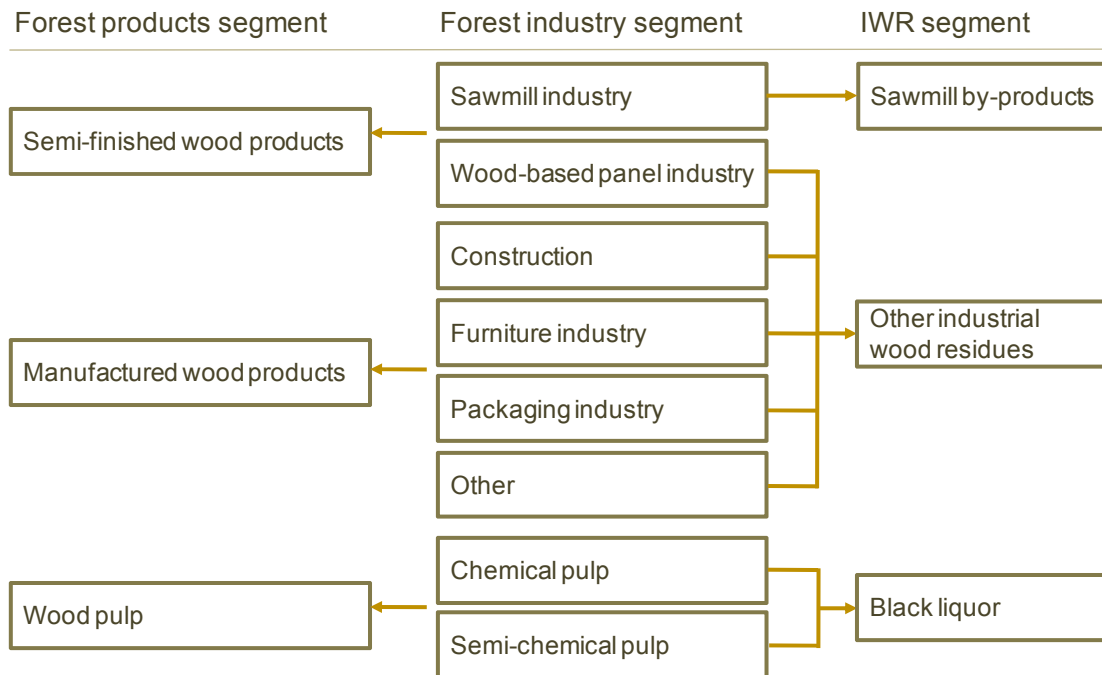 Forest products segment
Forest industry segment
IWR segment
Sawmill industry
Sawmill by-products
Semi-finished wood products
Wood-based panel industry
Construction
Furniture industry
Other industrial
wood residues
Manufactured wood products
Packaging industry
Other
Chemical pulp
Wood pulp
Black liquor
Semi-chemical pulp